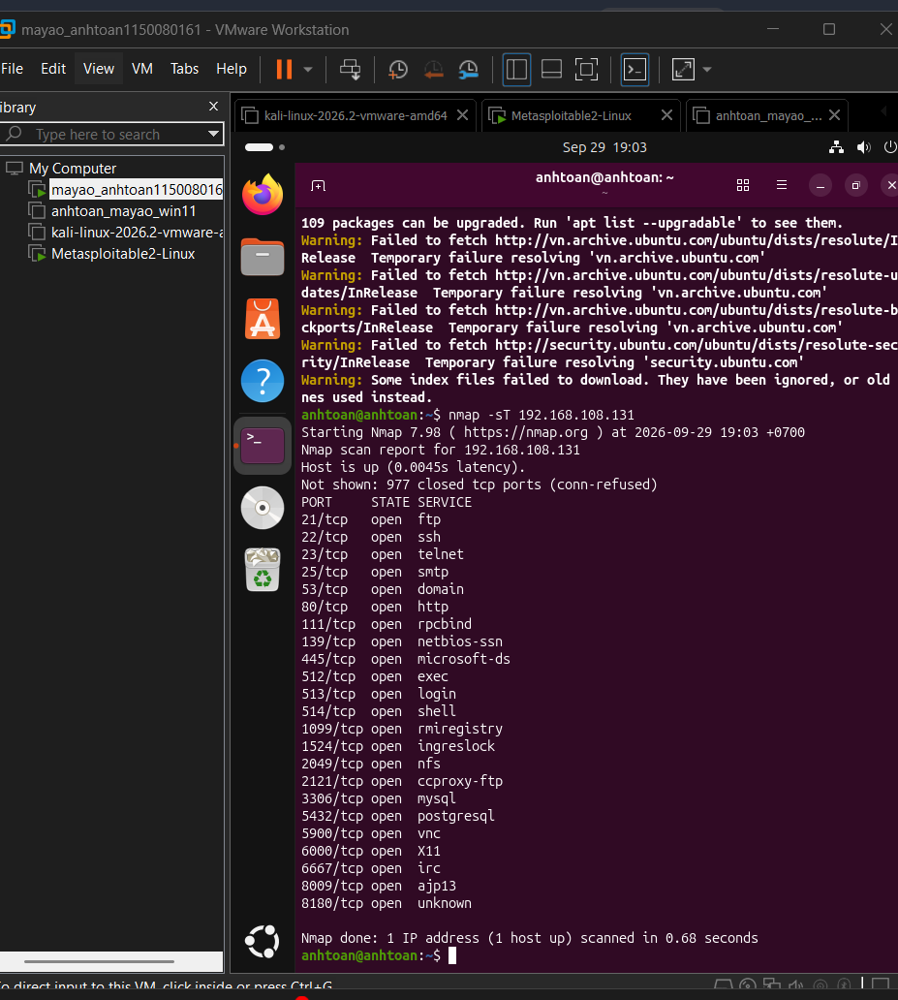 mayao_anhtoan1150080161 - VMware Workstation
File Edit View VM Tabs Help
ibrary
Type here to search
My Computer
mayao_anhtoan115008016
anhtoan_mayao_win11
kali-linux-2026.2-vmware-a
Metasploitable2-Linux
kali-linux-2026.2-vmware-amd64
Metasploitable2-Linux
anhtoan_mayao_...
Sep 29 19:03
anhtoan@anhtoan: ~
~
109 packages can be upgraded. Run 'apt list --upgradable' to see them.
Warning: Failed to fetch http://vn.archive.ubuntu.com/ubuntu/dists/resolute/I
Release Temporary failure resolving 'vn.archive.ubuntu.com'
Warning: Failed to fetch http://vn.archive.ubuntu.com/ubuntu/dists/resolute-u
dates/InRelease Temporary failure resolving 'vn.archive.ubuntu.com'
Warning: Failed to fetch http://vn.archive.ubuntu.com/ubuntu/dists/resolute-b
ckports/InRelease Temporary failure resolving 'vn.archive.ubuntu.com'
Warning: Failed to fetch http://security.ubuntu.com/ubuntu/dists/resolute-sec
rity/InRelease Temporary failure resolving 'security.ubuntu.com'
Warning: Some index files failed to download. They have been ignored, or old
nes used instead.
anhtoan@anhtoan:~$ nmap -sT 192.168.108.131
Starting Nmap 7.98 ( https://nmap.org ) at 2026-09-29 19:03 +0700
Nmap scan report for 192.168.108.131
Host is up (0.0045s latency).
Not shown: 977 closed tcp ports (conn-refused)
PORT STATE SERVICE
21/tcp open ftp
22/tcp open ssh
23/tcp open telnet
25/tcp open smtp
53/tcp open domain
80/tcp open http
111/tcp open rpcbind
139/tcp open netbios-ssn
445/tcp open microsoft-ds
512/tcp open exec
513/tcp open login
514/tcp open shell
1099/tcp open rmiregistry
1524/tcp open ingreslock
2049/tcp open nfs
2121/tcp open ccproxy-ftp
3306/tcp open mysql
5432/tcp open postgresql
5900/tcp open vnc
6000/tcp open X11
6667/tcp open irc
8009/tcp open ajp13
8180/tcp open unknown
Nmap done: 1 IP address (1 host up) scanned in 0.68 seconds
anhtoan@anhtoan:~$
To direct input to this VM, click inside or press Ctrl+G.